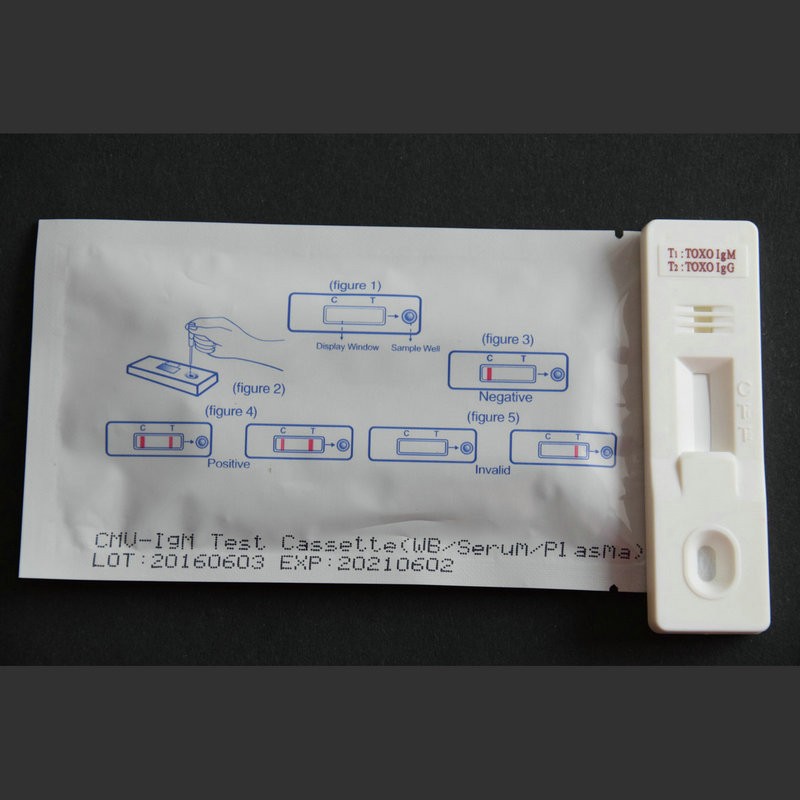 (figure 1)
C T
Display Window Sample Well
(figure 2)
(figure 3)
C T
Negative
(figure 4)
C T
C T
Positive
(figure 5)
C T
C T
Invalid
CMV-IgM Test Cassette(WB/Serum/Plasma)
LOT:20160603 EXP:20210602
T1:TOXO IgM
T2:TOXO IgG
C
T
T